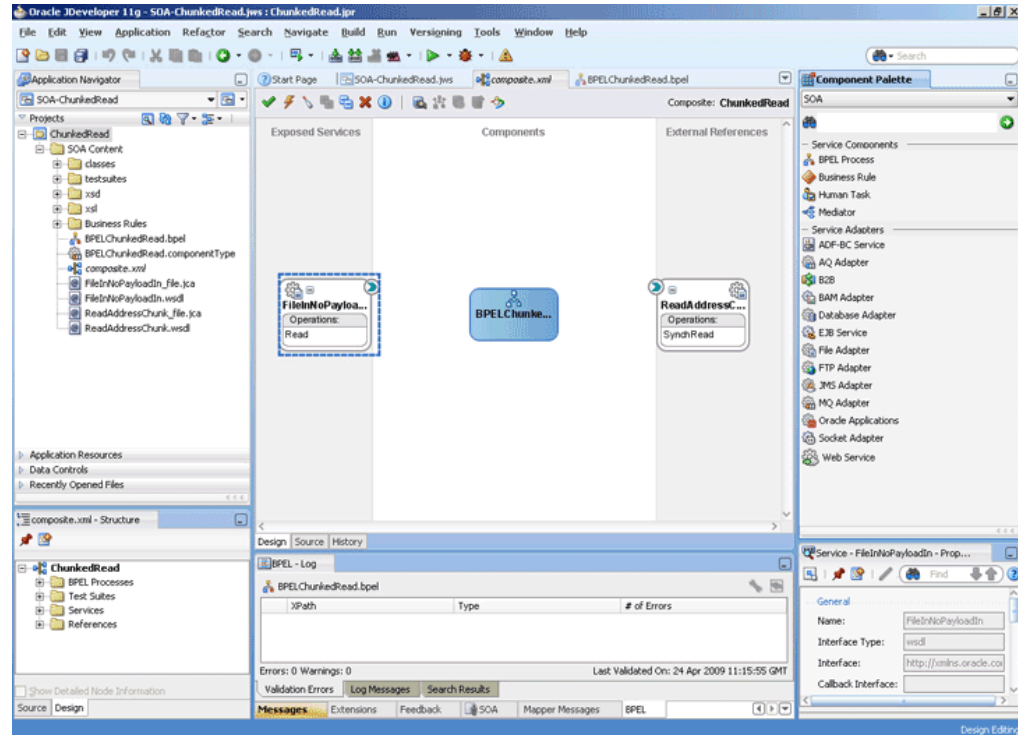 Oracle JDeveloper 11g - SOA-ChunkedRead.jws : ChunkedRead.jpr
File Edit View Application Refactor Search Navigate Build Run Versioning Tools Window Help
Search
Application Navigator
SOA-ChunkedRead
Projects
ChunkedRead
SOA Content
classes
testsuites
xsd
xsl
Business Rules
BPELChunkedRead.bpel
BPELChunkedRead.componentType
composite.xml
FileInNoPayloadIn_file.jca
FileInNoPayloadIn.wsdl
ReadAddressChunk_file.jca
ReadAddressChunk.wsdl
Application Resources
Data Controls
Recently Opened Files
composite.xml - Structure
ChunkedRead
BPEL Processes
Test Suites
Services
References
Show Detailed Node Information
Source Design
Start Page SOA-ChunkedRead.jws composite.xml BPELChunkedRead.bpel
Composite: ChunkedRead
Exposed Services Components External References
FileInNoPayloa...
Operations:
Read
BPELChunke...
ReadAddressC...
Operations:
SynchRead
Design Source History
BPEL - Log
BPELChunkedRead.bpel
XPath Type # of Errors
Errors: 0 Warnings: 0 Last Validated On: 24 Apr 2009 11:15:55 GMT
Validation Errors Log Messages Search Results
Messages Extensions Feedback SOA Mapper Messages BPEL
Component Palette
SOA
Service Components
BPEL Process
Business Rule
Human Task
Mediator
Service Adapters
ADF-BC Service
AQ Adapter
B2B
BAM Adapter
Database Adapter
EJB Service
File Adapter
FTP Adapter
JMS Adapter
MQ Adapter
Oracle Applications
Socket Adapter
Web Service
Service - FileInNoPayloadIn - Prop...
Find
General
Name: FileInNoPayloadIn
Interface Type: wsdl
Interface: http://xmlns.oracle.co
Callback Interface:
Design Editing